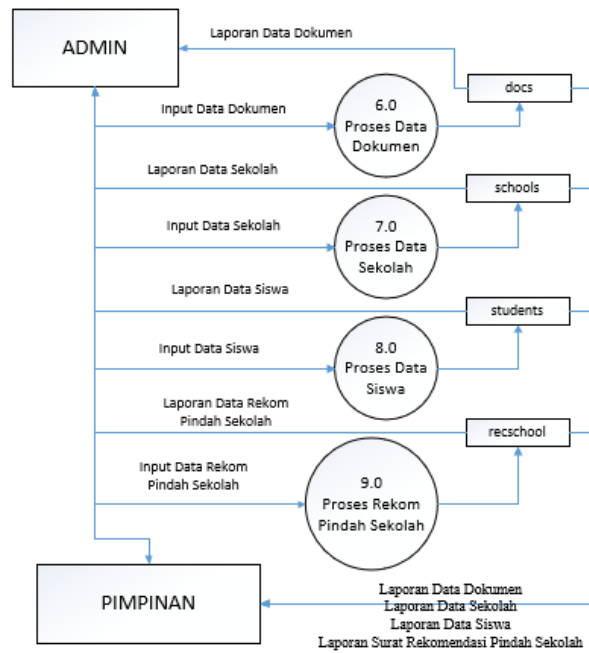 ADMIN
Laporan Data Dokumen
docs
Input Data Dokumen
6.0
Proses Data
Dokumen
Laporan Data Sekolah
schools
Input Data Sekolah
7.0
Proses Data
Sekolah
Laporan Data Siswa
students
Input Data Siswa
8.0
Proses Data
Siswa
Laporan Data Rekom
Pindah Sekolah
recschool
Input Data Rekom
Pindah Sekolah
9.0
Proses Rekom
Pindah Sekolah
PIMPINAN
Laporan Data Dokumen
Laporan Data Sekolah
Laporan Data Siswa
Laporan Surat Rekomendasi Pindah Sekolah